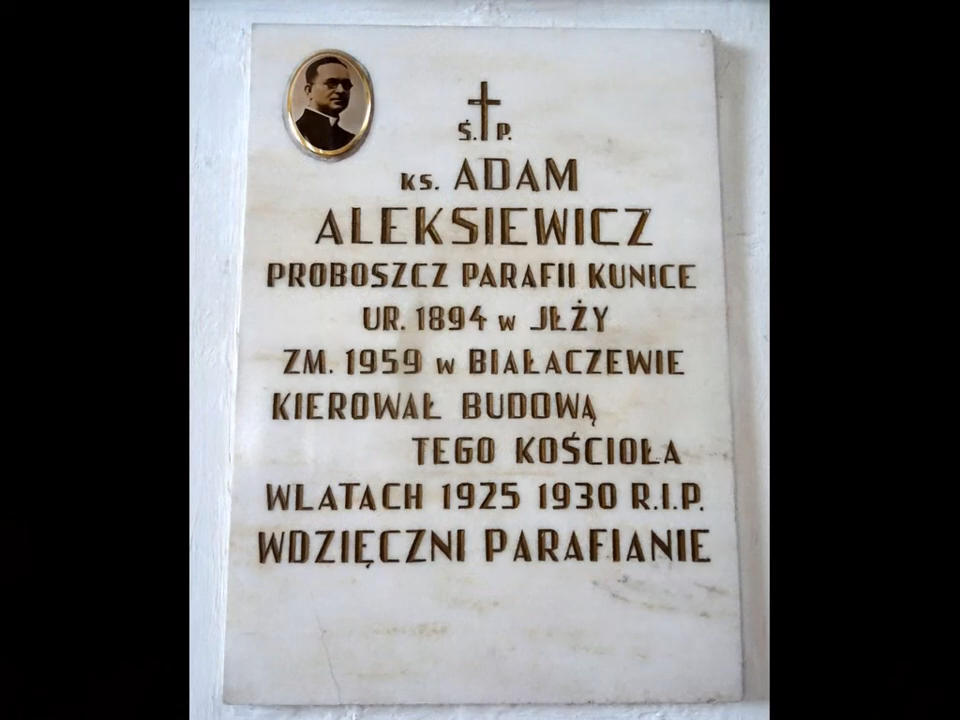 Ś. P.
KS. ADAM
ALEKSIEWICZ
PROBOSZCZ PARAFII KUNICE
UR. 1894 w JŁŻY
ZM. 1959 w BIAŁACZEWIE
KIEROWAŁ BUDOWĄ
TEGO KOŚCIOŁA
WLATACH 1925 1930 R.I.P.
WDZIĘCZNI PARAFIANIE